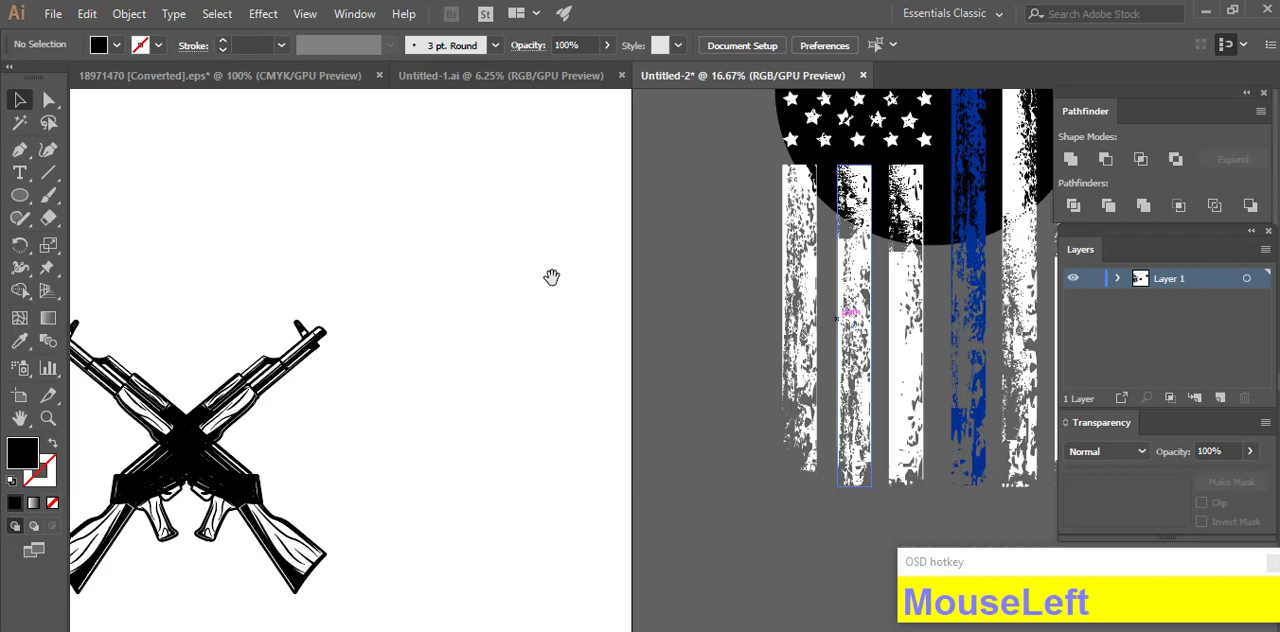 Ai File Edit Object Type Select Effect View Window Help Br St Essentials Classic Search Adobe Stock
No Selection Stroke: 3 pt. Round Opacity: 100% Style: Document Setup Preferences
18971470 [Converted].eps* @ 100% (CMYK/GPU Preview) × Untitled-1.ai @ 6.25% (RGB/GPU Preview) × Untitled-2* @ 16.67% (RGB/GPU Preview) ×
Pathfinder
Shape Modes:
Expand
Pathfinders:
Layers
Layer 1
1 Layer
Transparency
Normal Opacity: 100%
Make Mask
Clip
Invert Mask
OSD hotkey
MouseLeft